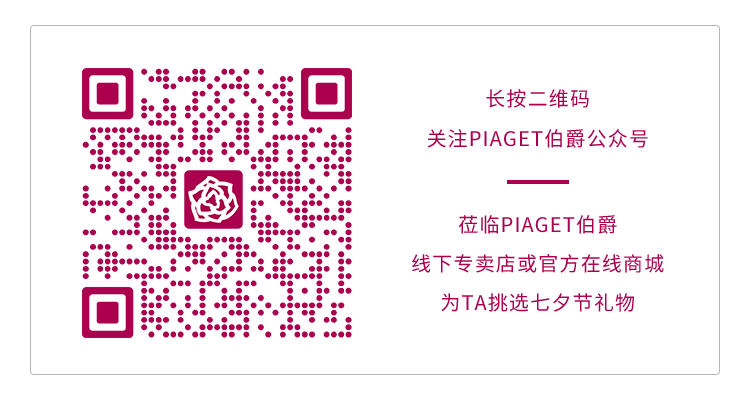 长按二维码
关注PIAGET伯爵公众号
莅临PIAGET伯爵
线下专卖店或官方在线商城
为TA挑选七夕节礼物